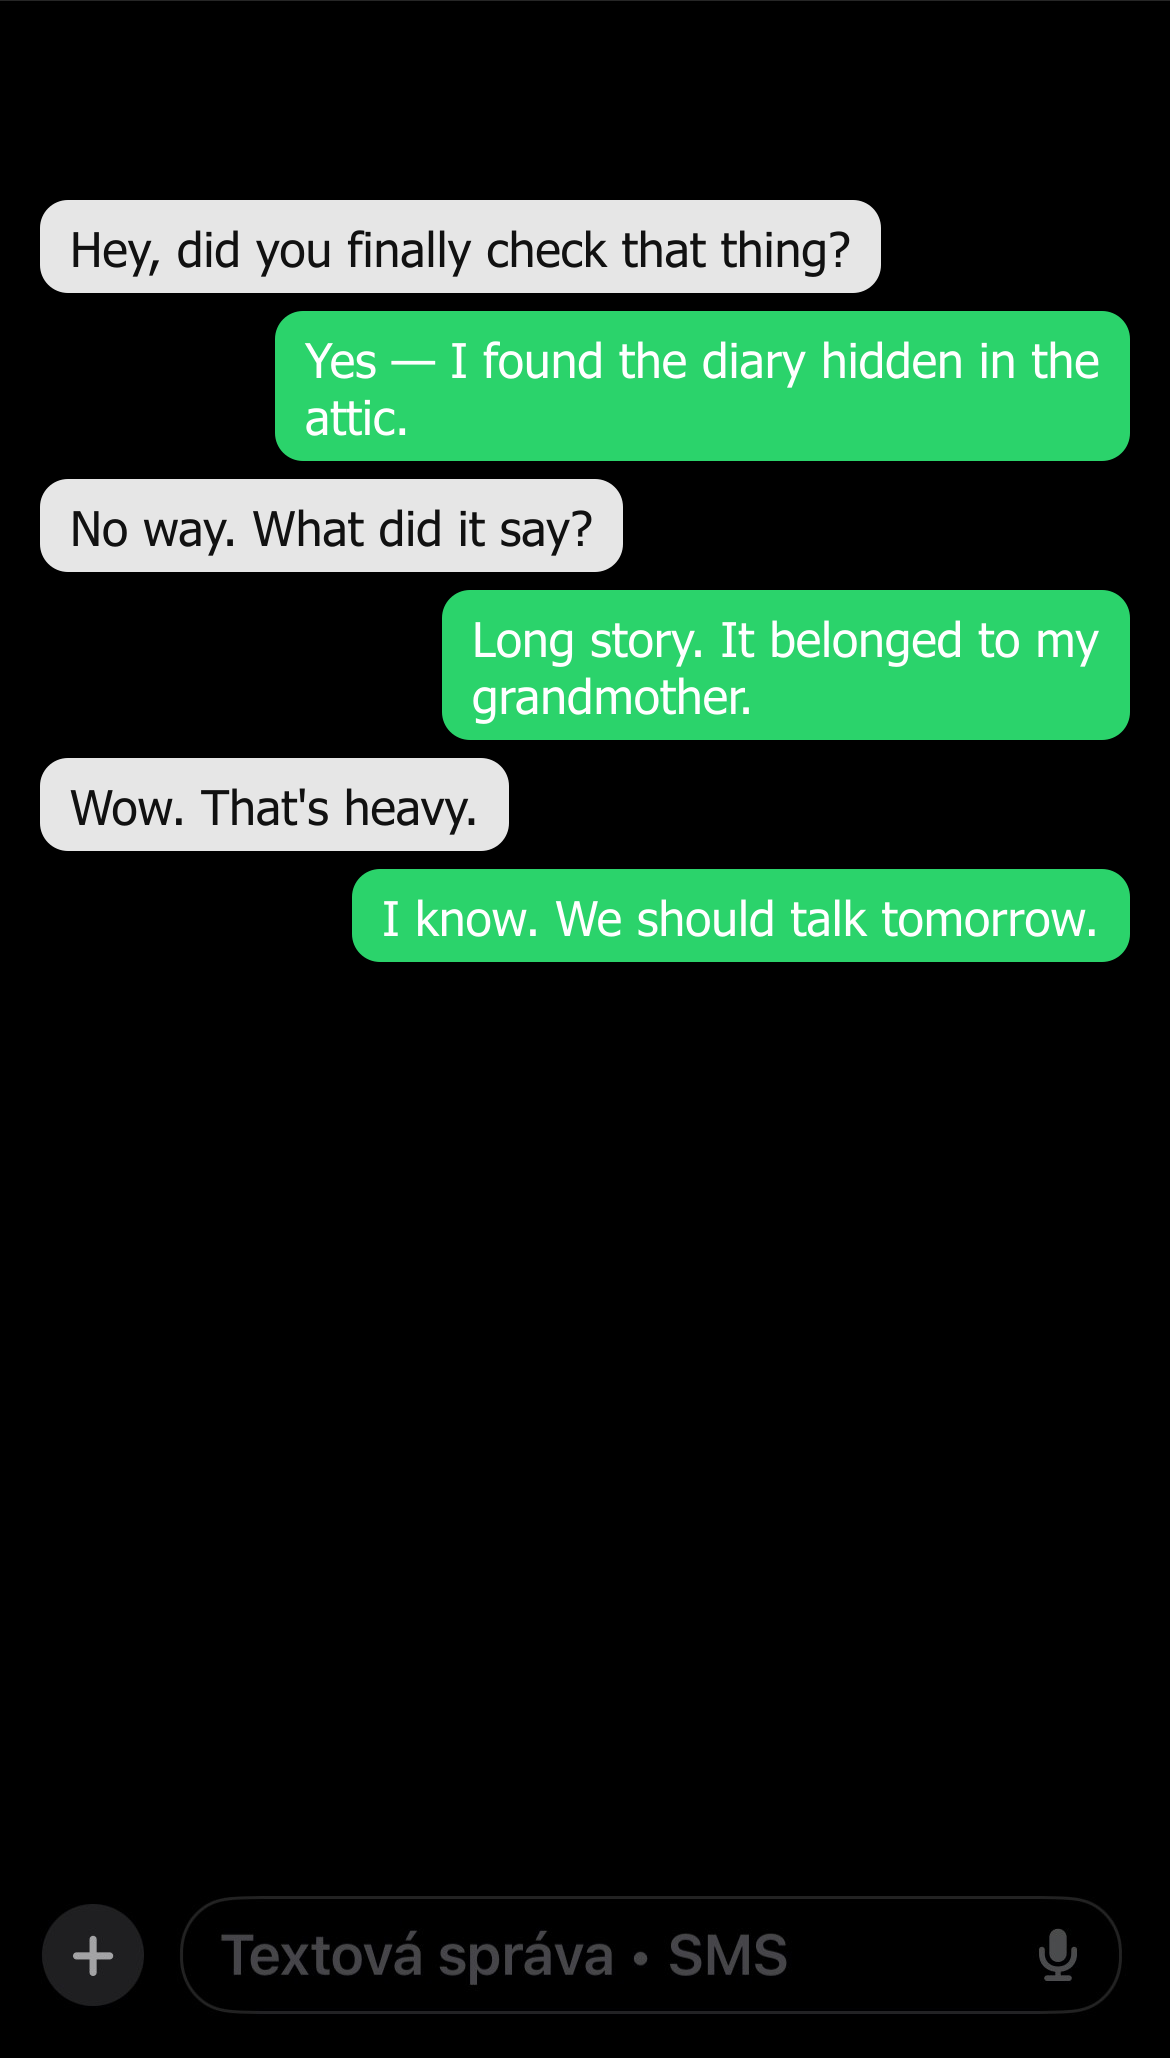 Hey, did you finally check that thing?
Yes — I found the diary hidden in the
attic.
No way. What did it say?
Long story. It belonged to my
grandmother.
Wow. That's heavy.
I know. We should talk tomorrow.
Textová správa • SMS